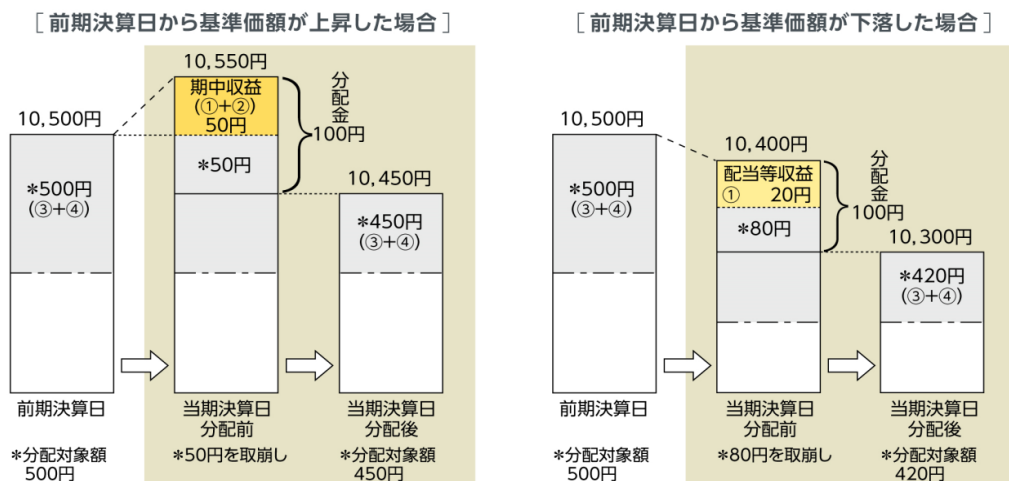 [前期決算日から基準価額が上昇した場合]
10,500円
*500円
(③+④)
前期決算日
*分配対象額
500円
10,550円
期中収益
(①+②)
50円
*50円
分配金
100円
当期決算日
分配前
*50円を取崩し
10,450円
*450円
(③+④)
当期決算日
分配後
*分配対象額
450円
[前期決算日から基準価額が下落した場合]
10,500円
*500円
(③+④)
前期決算日
*分配対象額
500円
10,400円
配当等収益
① 20円
*80円
分配金
100円
当期決算日
分配前
*80円を取崩し
10,300円
*420円
(③+④)
当期決算日
分配後
*分配対象額
420円